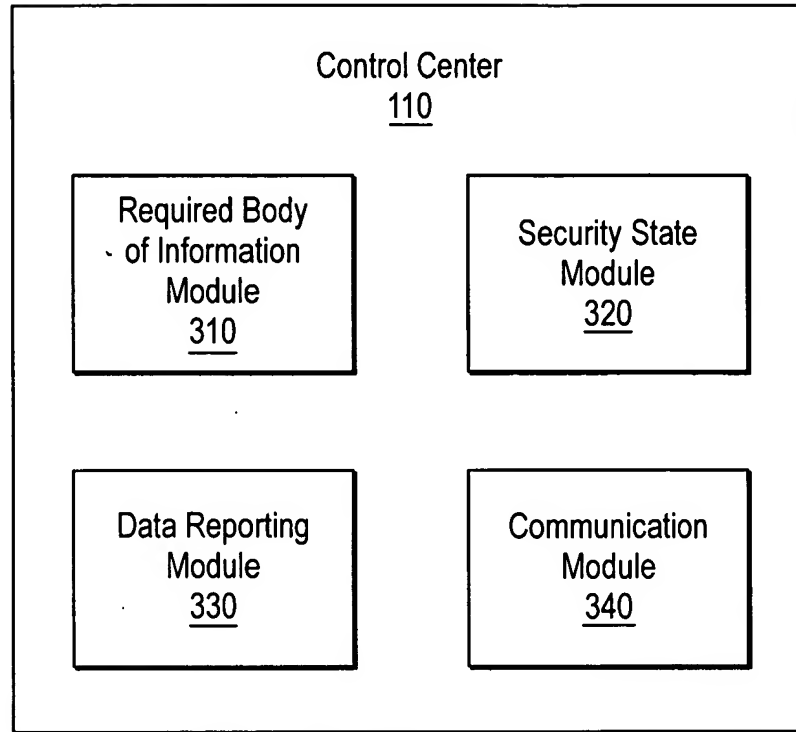 Control Center
110
Required Body
of Information
Module
310
Security State
Module
320
Data Reporting
Module
330
Communication
Module
340